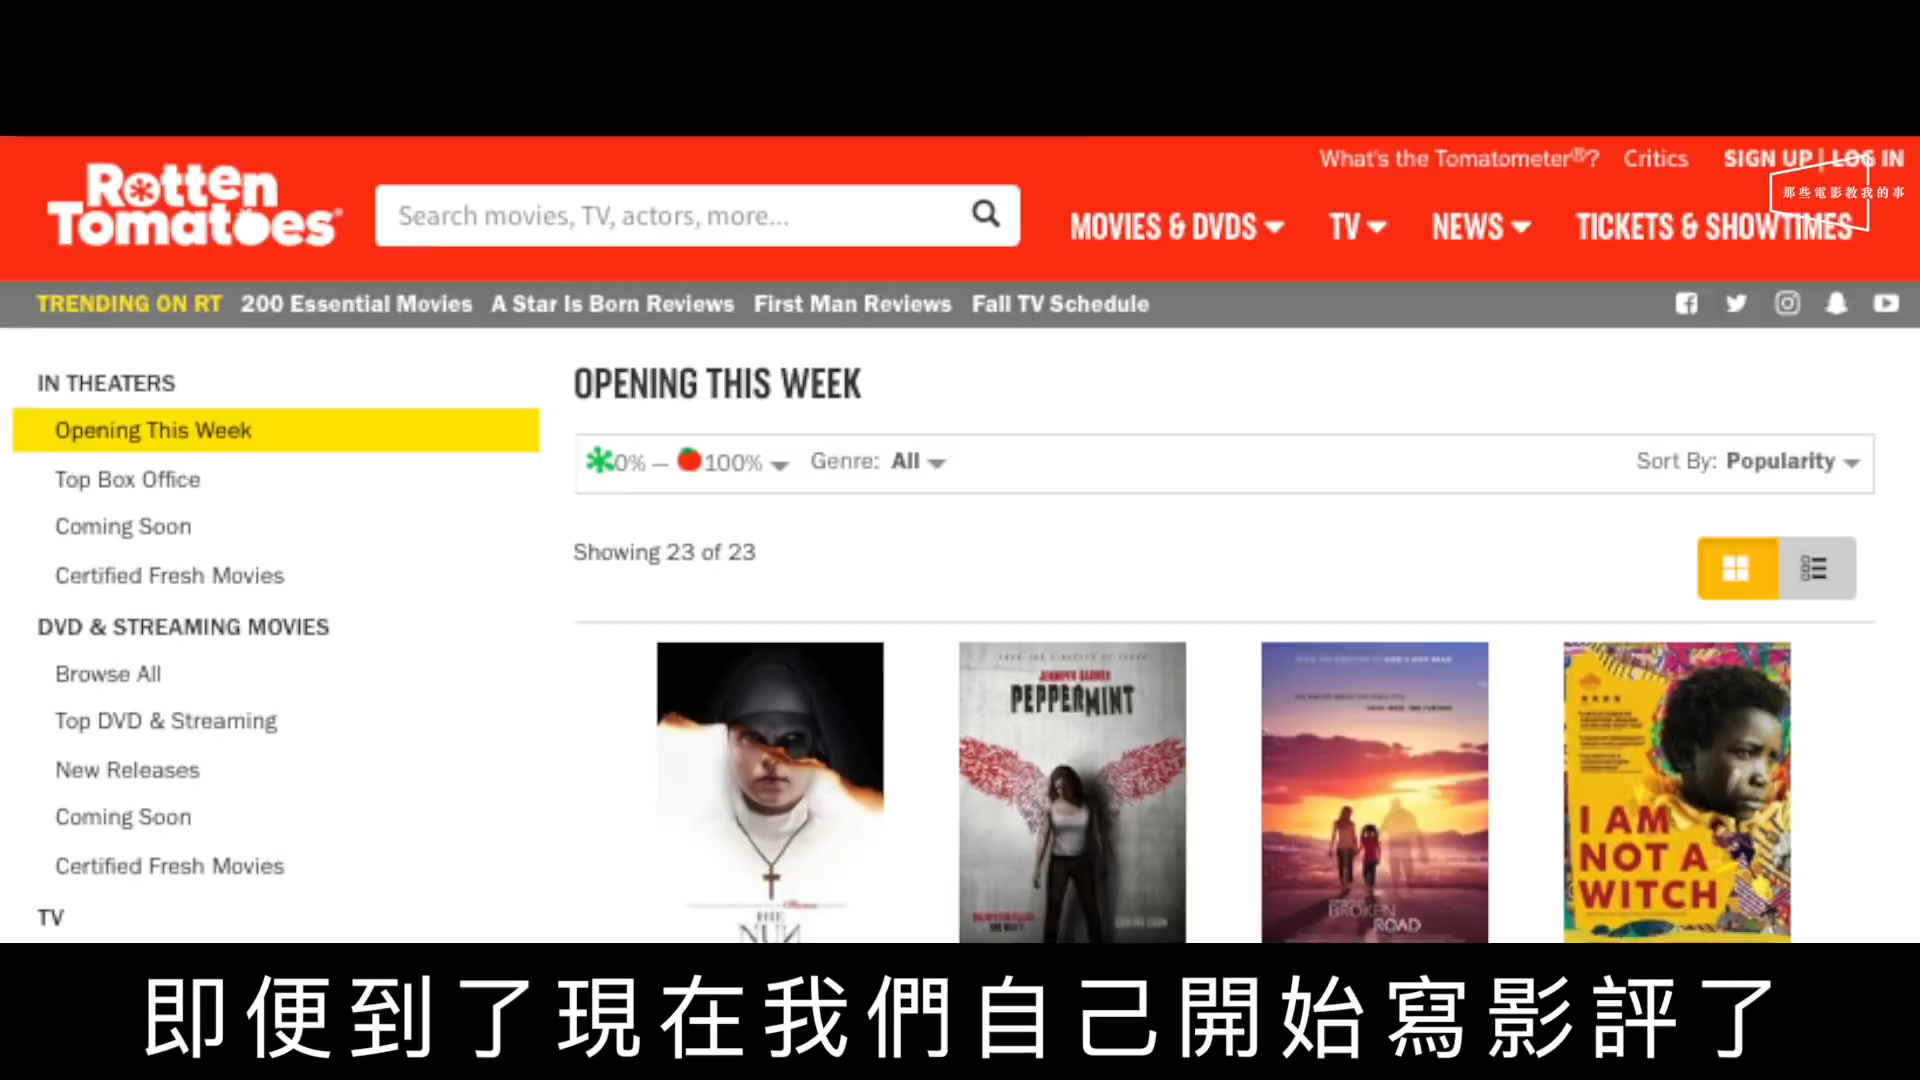 What's the Tomatometer®? Critics SIGN UP | LOG IN
那些電影教我的事
Rotten
Tomatoes
Search movies, TV, actors, more...
MOVIES & DVDS TV NEWS TICKETS & SHOWTIMES
TRENDING ON RT 200 Essential Movies A Star Is Born Reviews First Man Reviews Fall TV Schedule
IN THEATERS
Opening This Week
Top Box Office
Coming Soon
Certified Fresh Movies
DVD & STREAMING MOVIES
Browse All
Top DVD & Streaming
New Releases
Coming Soon
Certified Fresh Movies
TV
OPENING THIS WEEK
0% — 100% Genre: All Sort By: Popularity
Showing 23 of 23
THE
NUN
JENNIFER GARNER
PEPPERMINT
BROKEN
ROAD
I AM
NOT A
WITCH
即便到了現在我們自己開始寫影評了